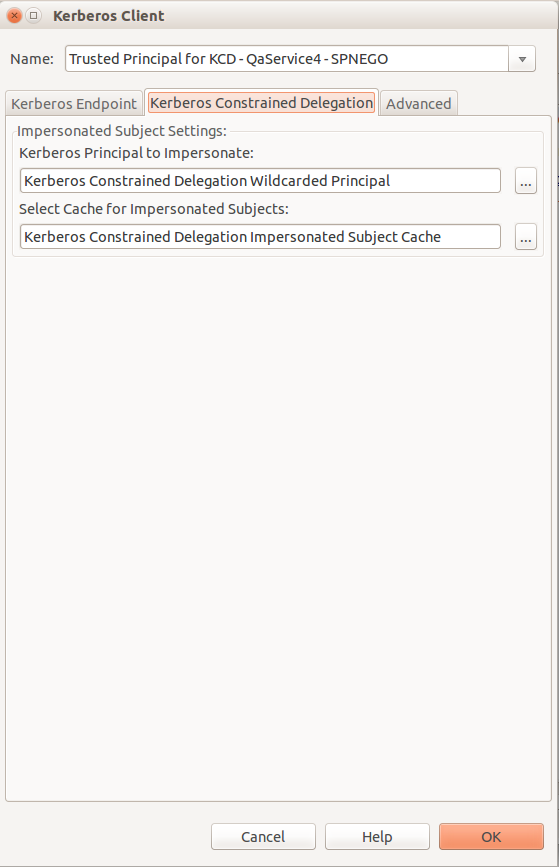 Kerberos Client
Name: Trusted Principal for KCD - QaService4 - SPNEGO
Kerberos Endpoint Kerberos Constrained Delegation Advanced
Impersonated Subject Settings:
Kerberos Principal to Impersonate:
Kerberos Constrained Delegation Wildcarded Principal ...
Select Cache for Impersonated Subjects:
Kerberos Constrained Delegation Impersonated Subject Cache ...
Cancel Help OK